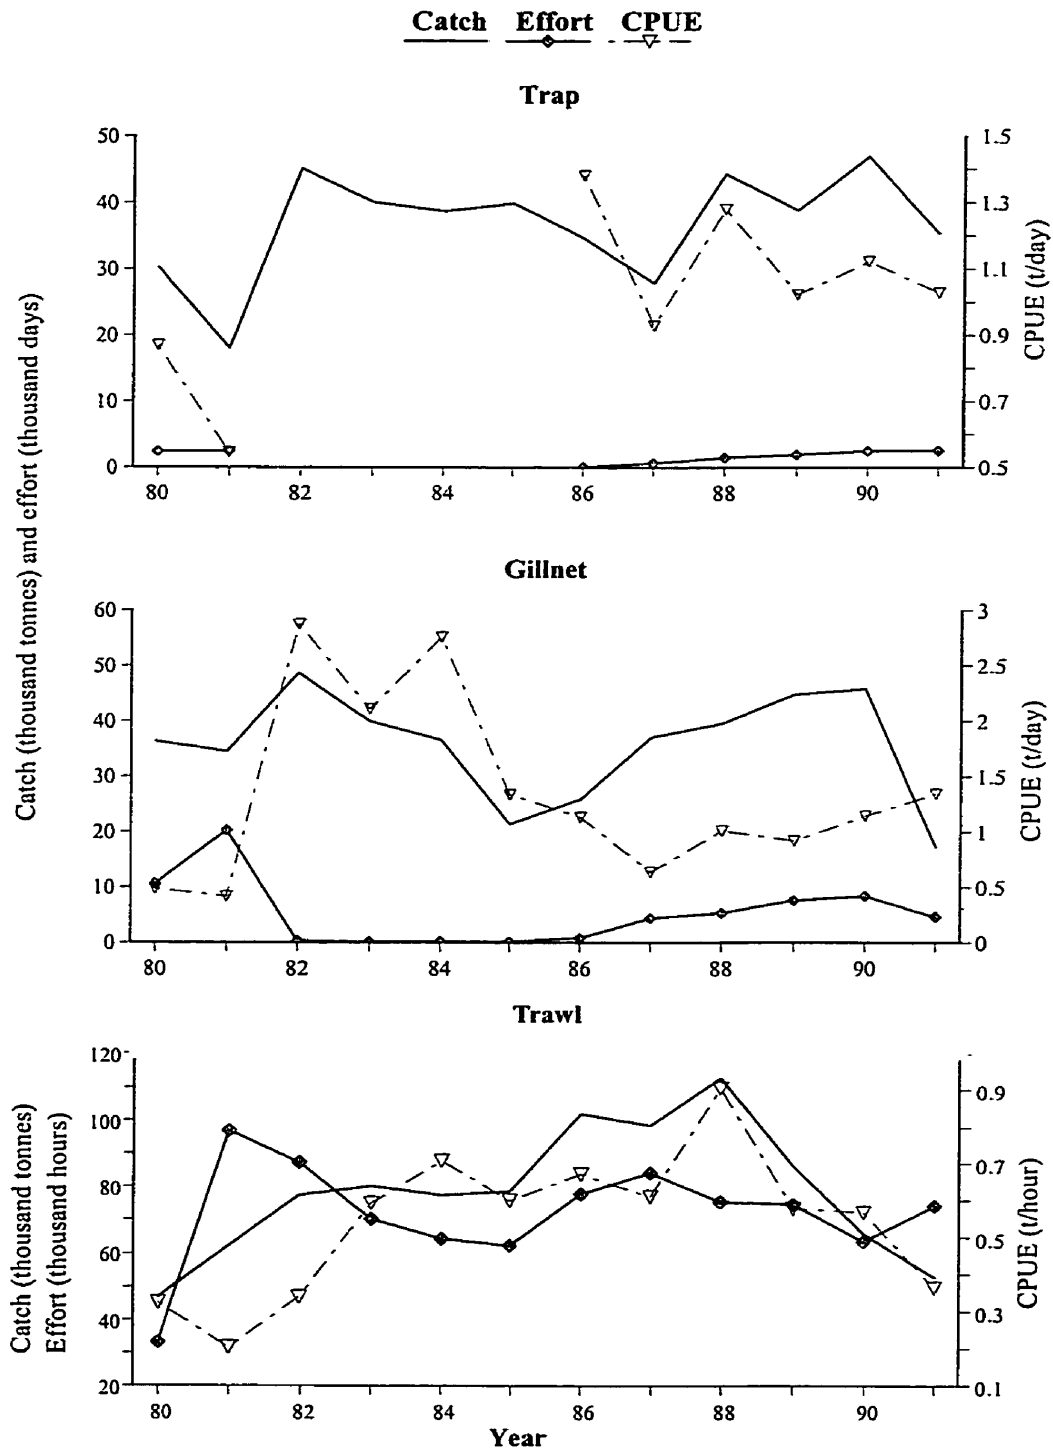 Catch Effort CPUE
Trap
50
40
30
20
10
0
1.5
1.3
1.1
0.9
0.7
0.5
80 82 84 86 88 90
CPUE (t/day)
Catch (thousand tonnes) and effort (thousand days)
Gillnet
60
50
40
30
20
10
0
3
2.5
2
1.5
1
0.5
0
80 82 84 86 88 90
CPUE (t/day)
Trawl
120
100
80
60
40
20
0.9
0.7
0.5
0.3
0.1
80 82 84 86 88 90
Catch (thousand tonnes)
Effort (thousand hours)
CPUE (t/hour)
Year